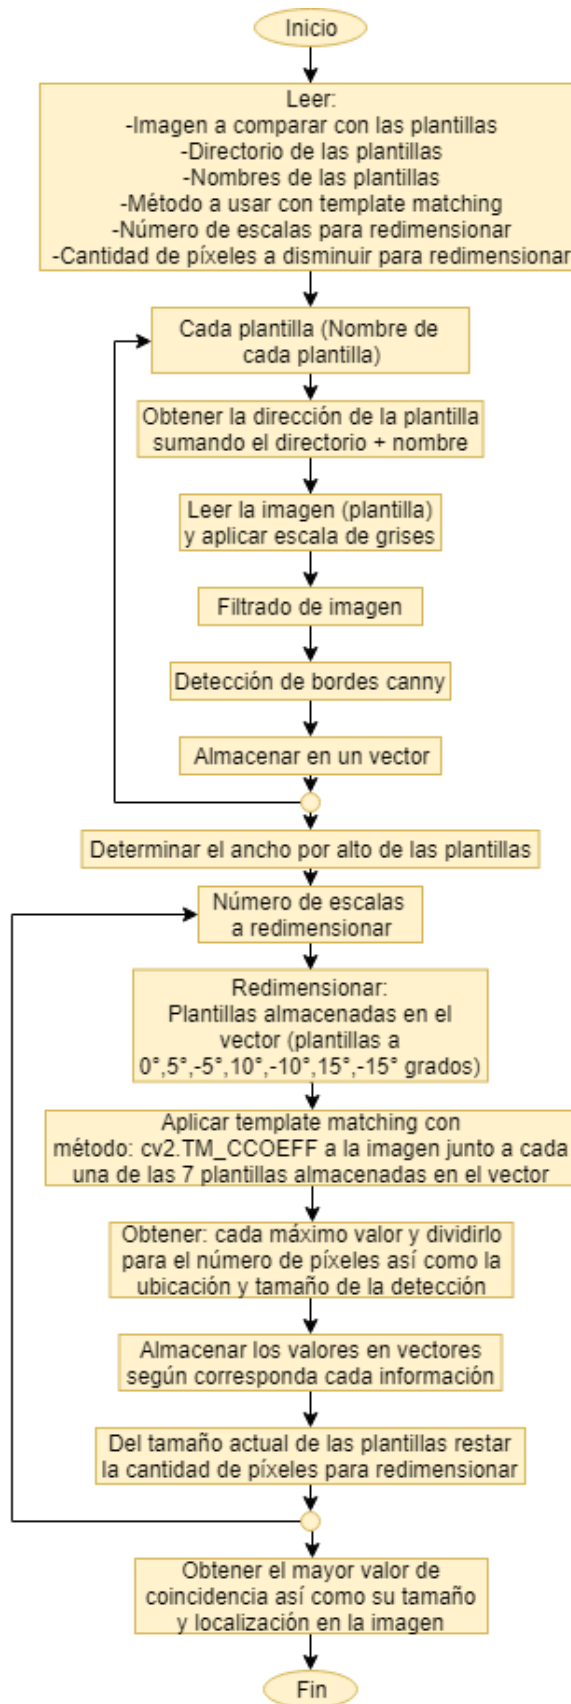 Inicio
Leer:
-Imagen a comparar con las plantillas
-Directorio de las plantillas
-Nombres de las plantillas
-Método a usar con template matching
-Número de escalas para redimensionar
-Cantidad de píxeles a disminuir para redimensionar
Cada plantilla (Nombre de
cada plantilla)
Obtener la dirección de la plantilla
sumando el directorio + nombre
Leer la imagen (plantilla)
y aplicar escala de grises
Filtrado de imagen
Detección de bordes canny
Almacenar en un vector
Determinar el ancho por alto de las plantillas
Número de escalas
a redimensionar
Redimensionar:
Plantillas almacenadas en el
vector (plantillas a
0°,5°,-5°,10°,-10°,15°,-15° grados)
Aplicar template matching con
método: cv2.TM_CCOEFF a la imagen junto a cada
una de las 7 plantillas almacenadas en el vector
Obtener: cada máximo valor y dividirlo
para el número de píxeles así como la
ubicación y tamaño de la detección
Almacenar los valores en vectores
según corresponda cada información
Del tamaño actual de las plantillas restar
la cantidad de píxeles para redimensionar
Obtener el mayor valor de
coincidencia así como su tamaño
y localización en la imagen
Fin